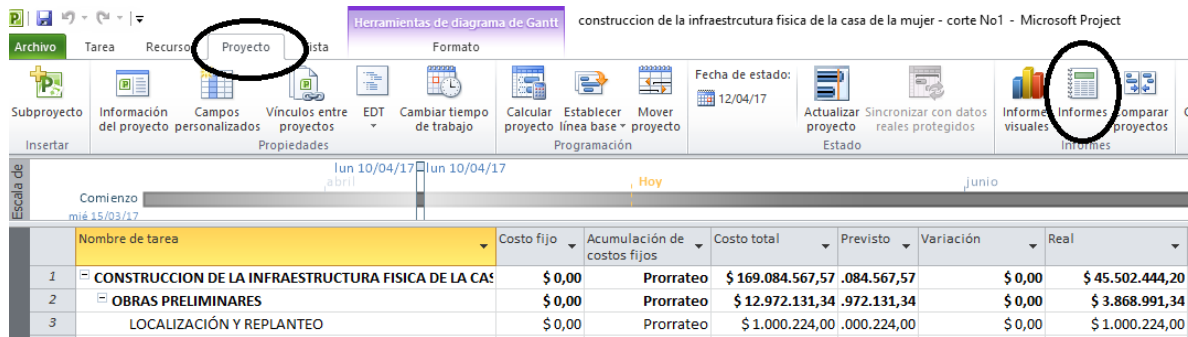 Herramientas de diagrama de Gantt construccion de la infraestrcutura fisica de la casa de la mujer - corte No1 - Microsoft Project
Archivo Tarea Recurso Proyecto Vista Formato
Subproyecto
Información del proyecto
Campos personalizados
Vínculos entre proyectos
EDT
Cambiar tiempo de trabajo
Calcular proyecto
Establecer línea base
Mover proyecto
Fecha de estado:
12/04/17
Actualizar proyecto
Sincronizar con datos reales protegidos
Informes visuales
Informes
Comparar proyectos
Insertar Propiedades Programación Estado Informes
Escala de
lun 10/04/17 lun 10/04/17
abril Hoy junio
Comienzo
mié 15/03/17
Nombre de tarea Costo fijo Acumulación de costos fijos Costo total Previsto Variación Real
1 CONSTRUCCION DE LA INFRAESTRUCTURA FISICA DE LA CAS $ 0,00 Prorrateo $ 169.084.567,57 .084.567,57 $ 0,00 $ 45.502.444,20
2 OBRAS PRELIMINARES $ 0,00 Prorrateo $ 12.972.131,34 .972.131,34 $ 0,00 $ 3.868.991,34
3 LOCALIZACIÓN Y REPLANTEO $ 0,00 Prorrateo $ 1.000.224,00 .000.224,00 $ 0,00 $ 1.000.224,00